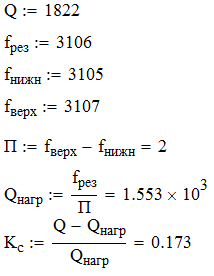 Q := 1822
fрез := 3106
fнижн := 3105
fверх := 3107
П := fверх − fнижн = 2
Qнагр := fрез / П = 1.553 × 10³
Kс := (Q − Qнагр) / Qнагр = 0.173